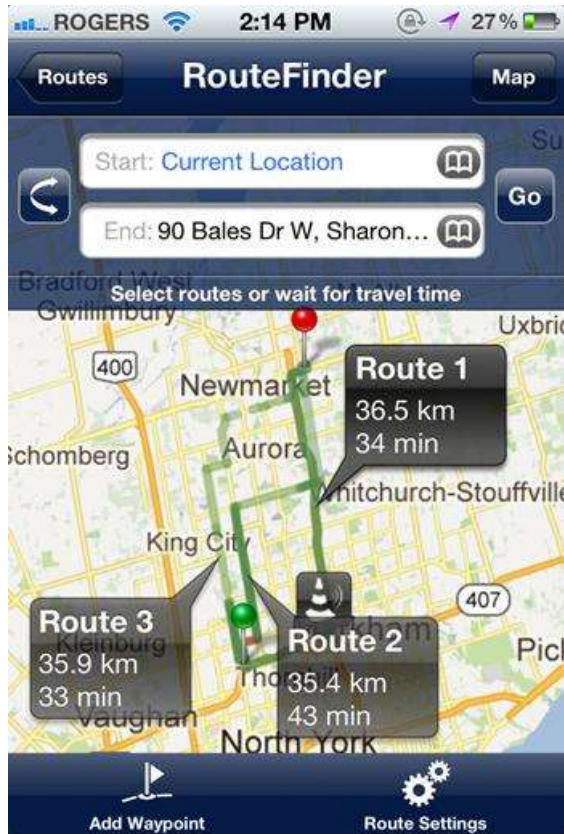 ROGERS 2:14 PM 27%
Routes RouteFinder Map
Start: Current Location
End: 90 Bales Dr W, Sharon...
Go
Select routes or wait for travel time
Bradford West
Gwillimbury
Uxbri
400
Newmarket
Route 1
36.5 km
34 min
Schomberg
Aurora
Whitchurch-Stouffville
King City
407
Route 3
35.9 km
33 min
Route 2
35.4 km
43 min
Kleinburg
Vaughan
North York
Add Waypoint Route Settings